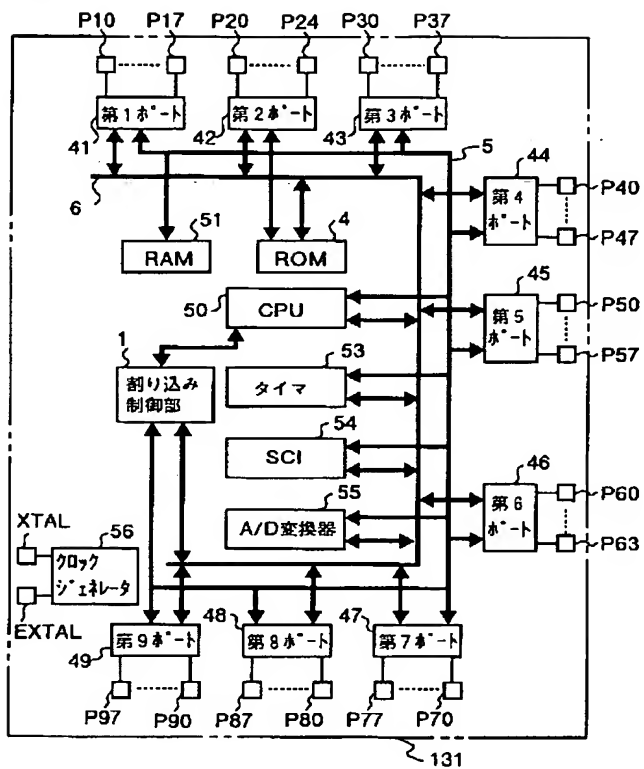 P10 P17 P20 P24 P30 P37
第1ポート 第2ポート 第3ポート
41 42 43 5 44
6
第4ポート
P40
P47
51 4
RAM ROM
45
50 CPU
第5ポート
P50
P57
1 53
割り込み制御部
タイマ
54
SCI
46
55
第6ポート
P60
P63
A/D変換器
XTAL 56
クロックジェネレータ
EXTAL
48 47
49 第9ポート 第8ポート 第7ポート
P97 P90 P87 P80 P77 P70
131